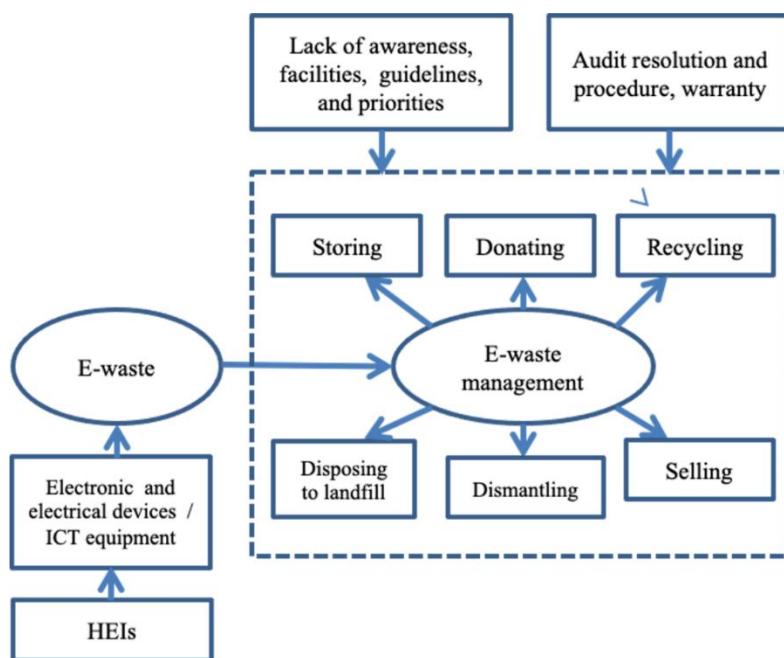 Lack of awareness,
facilities, guidelines,
and priorities
Audit resolution and
procedure, warranty
Storing
Donating
Recycling
E-waste
E-waste
management
Disposing
to landfill
Dismantling
Selling
Electronic and
electrical devices /
ICT equipment
HEIs